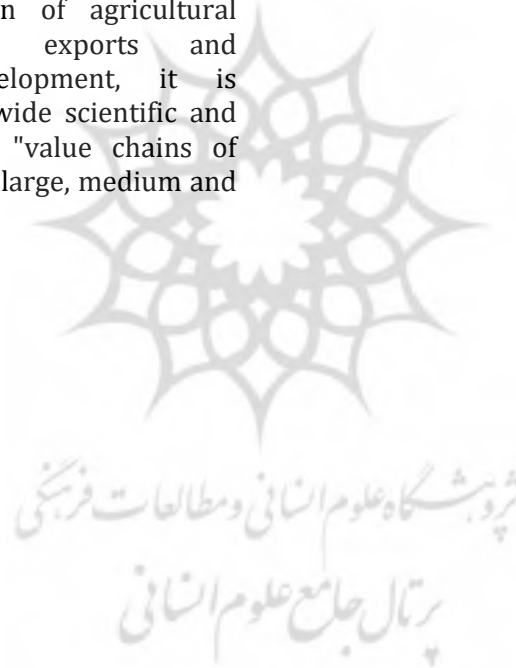 n of agricultural
exports and
elopment, it is
wide scientific and
"value chains of
large, medium and
پژوهشگاه علوم انسانی و مطالعات فرهنگی
پرتال جامع علوم انسانی